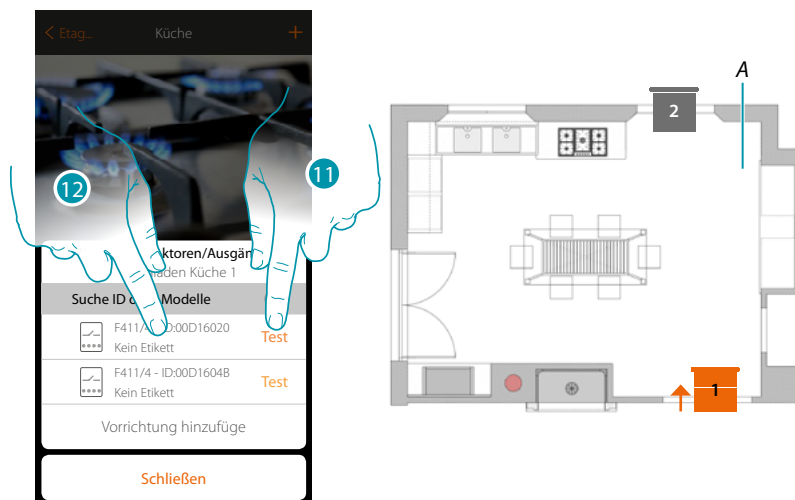 Etag...
Küche
+
ktoren/Ausgän
aden Küche 1
Suche ID o Modelle
F411/4 - ID:00D16020
Kein Etikett
Test
F411/4 - ID:00D1604B
Kein Etikett
Test
Vorrichtung hinzufüge
Schließen
12
11
A
2
1